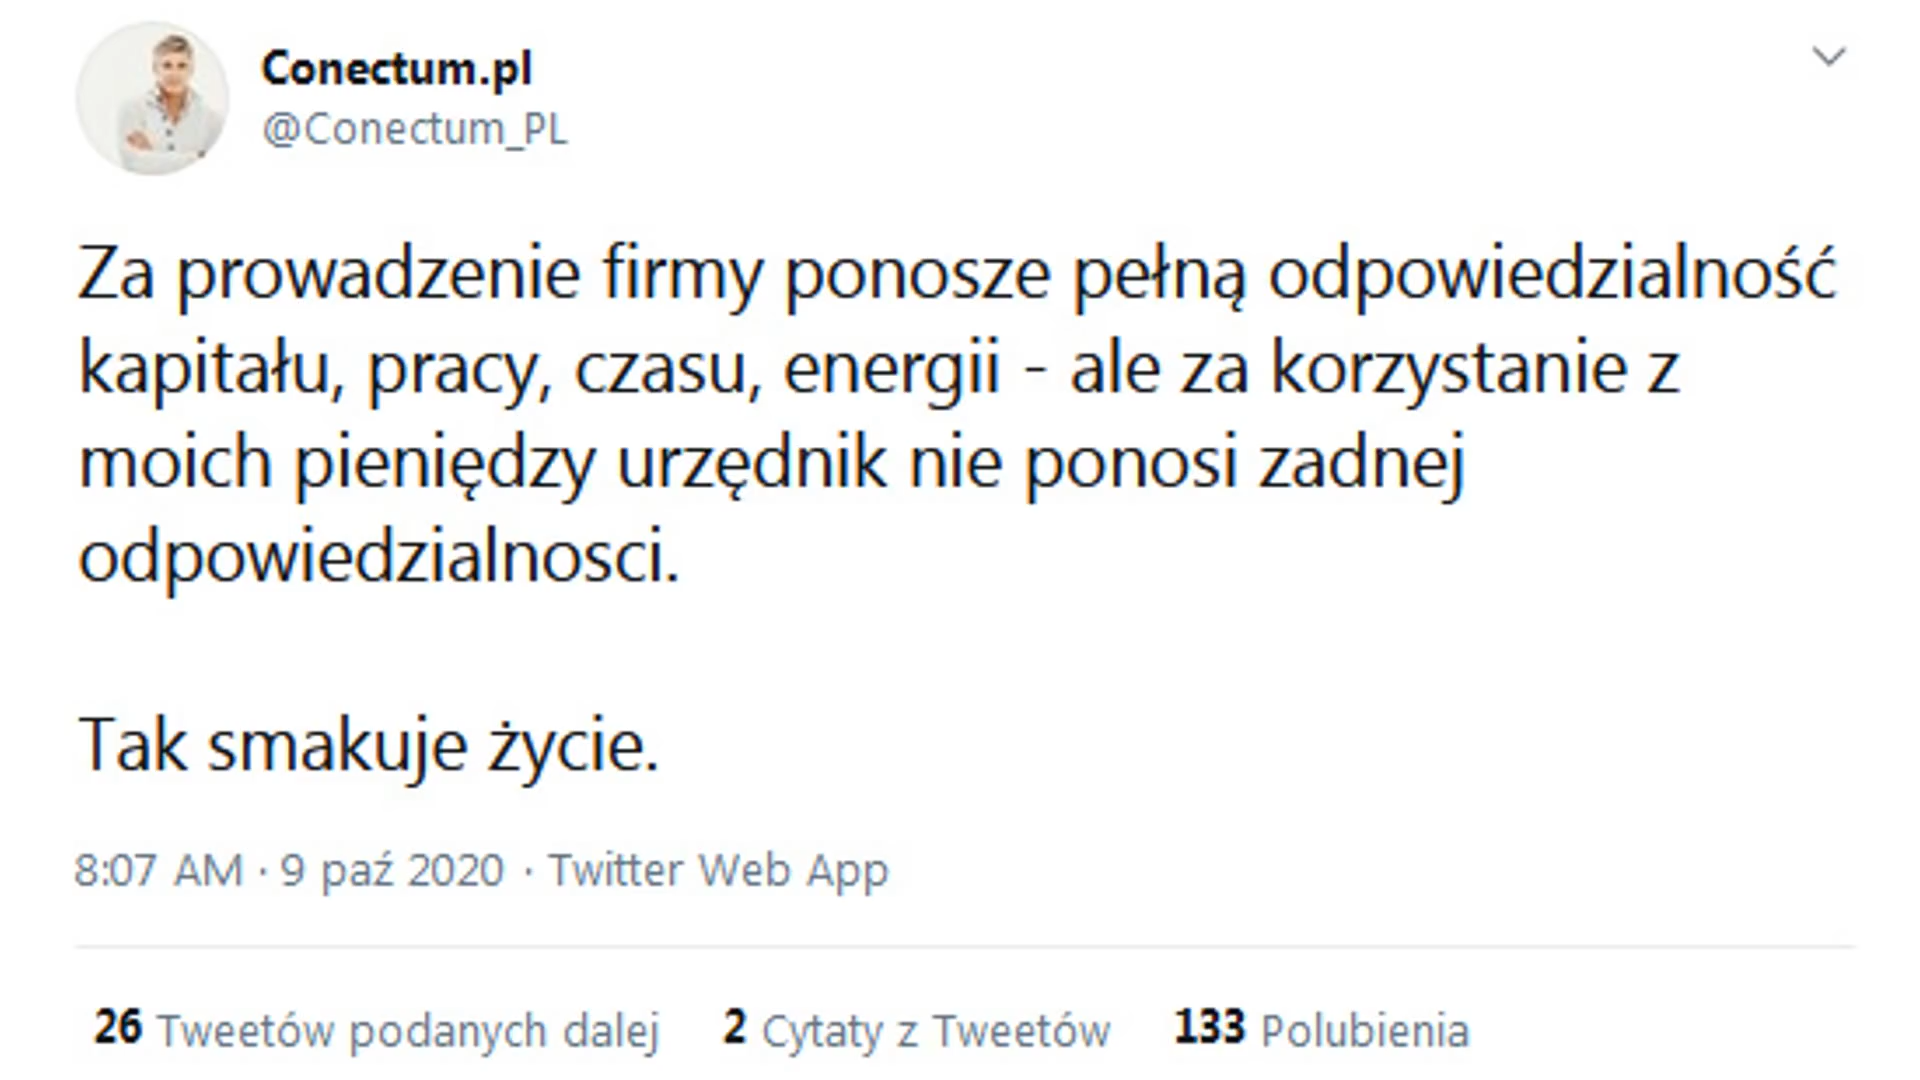 Conectum.pl
@Conectum_PL
Za prowadzenie firmy ponosze pełną odpowiedzialność
kapitału, pracy, czasu, energii - ale za korzystanie z
moich pieniędzy urzędnik nie ponosi zadnej
odpowiedzialnosci.
Tak smakuje życie.
8:07 AM · 9 paź 2020 · Twitter Web App
26 Tweetów podanych dalej 2 Cytaty z Tweetów 133 Polubienia